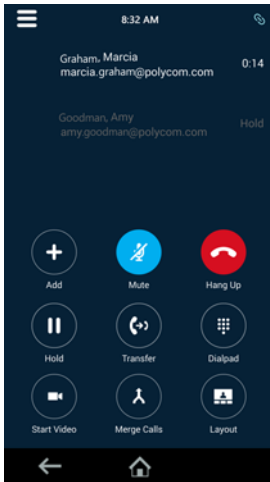 8:32 AM
Graham, Marcia
0:14
marcia.graham@polycom.com
Goodman, Amy
Hold
amy.goodman@polycom.com
Add
Mute
Hang Up
Hold
Transfer
Dialpad
Start Video
Merge Calls
Layout